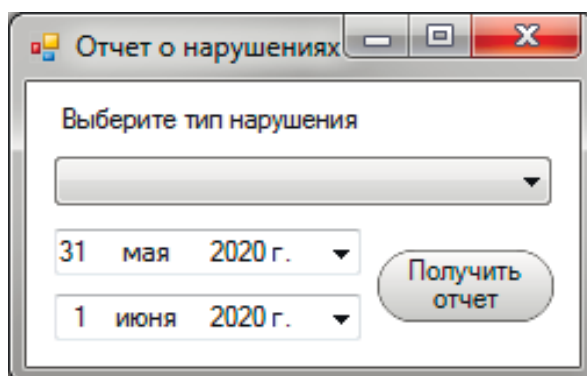 Отчет о нарушениях
Выберите тип нарушения
31 мая 2020 г.
1 июня 2020 г.
Получить
отчет